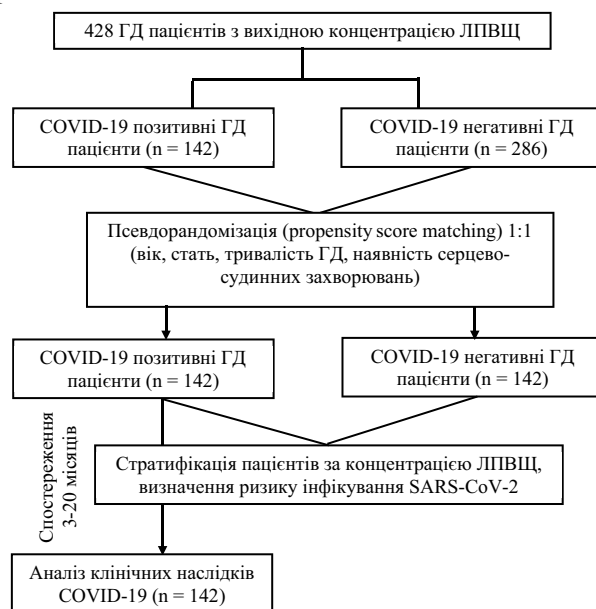 428 ГД пацієнтів з вихідною концентрацією ЛПВЩ
COVID-19 позитивні ГД
пацієнти (n = 142)
COVID-19 негативні ГД
пацієнти (n = 286)
Псевдорандомізація (propensity score matching) 1:1
(вік, стать, тривалість ГД, наявність серцево-
судинних захворювань)
COVID-19 позитивні ГД
пацієнти (n = 142)
COVID-19 негативні ГД
пацієнти (n = 142)
Спостереження
3-20 місяців
Стратифікація пацієнтів за концентрацією ЛПВЩ,
визначення ризику інфікування SARS-CoV-2
Аналіз клінічних наслідків
COVID-19 (n = 142)